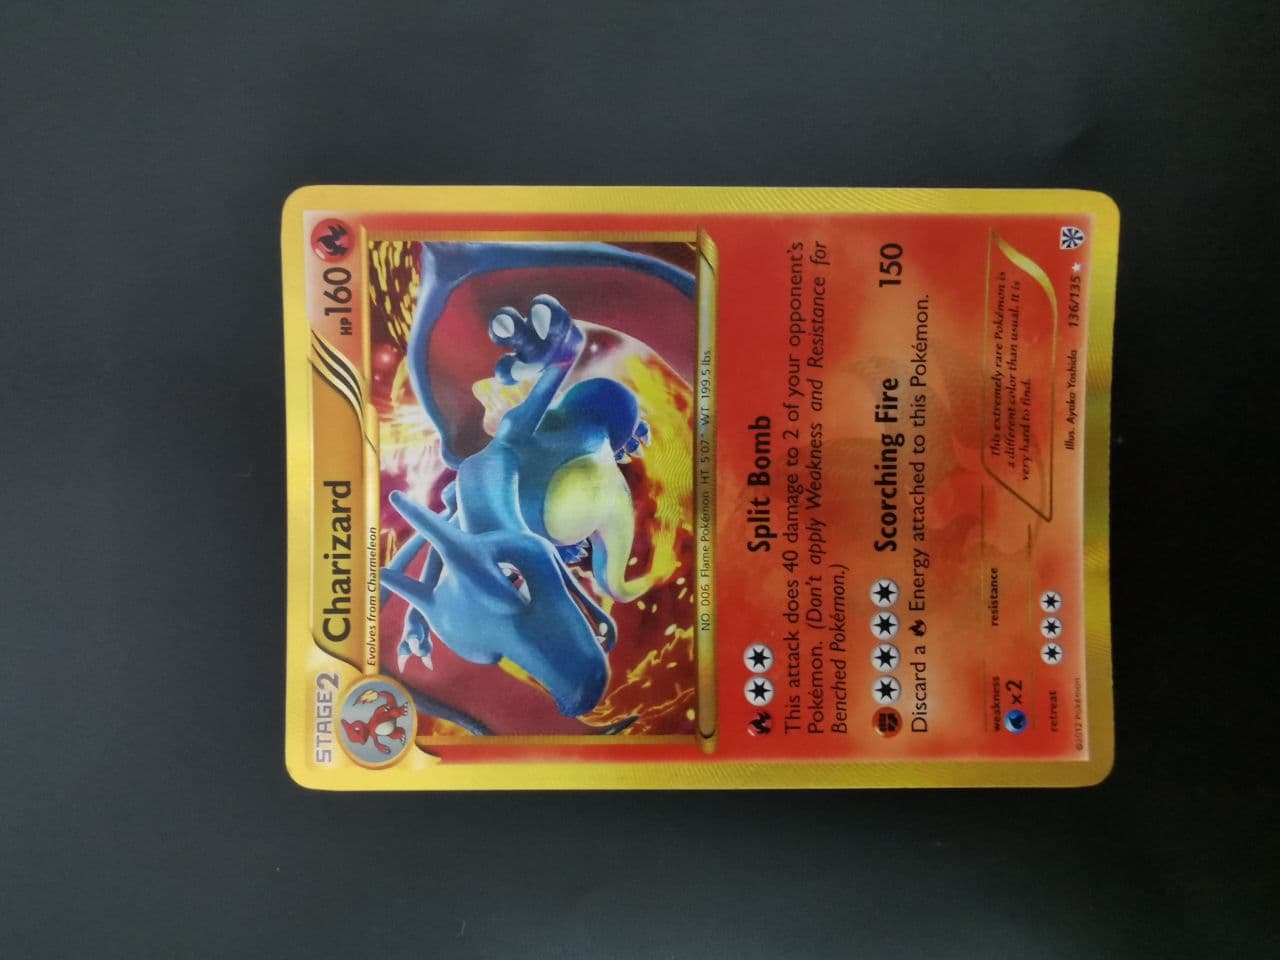 STAGE2 Charizard HP160
Evolves from Charmeleon
NO 006 Flame Pokémon HT 5'07" WT 199.5 lbs.
Split Bomb
This attack does 40 damage to 2 of your opponent's
Pokémon. (Don't apply Weakness and Resistance for
Benched Pokémon.)
Scorching Fire 150
Discard a Energy attached to this Pokémon.
weakness resistance
×2
This extremely rare Pokémon is
a different color than usual. It is
very hard to find.
retreat
Illus. Ayaka Yoshida 136/135
©2012 Pokémon